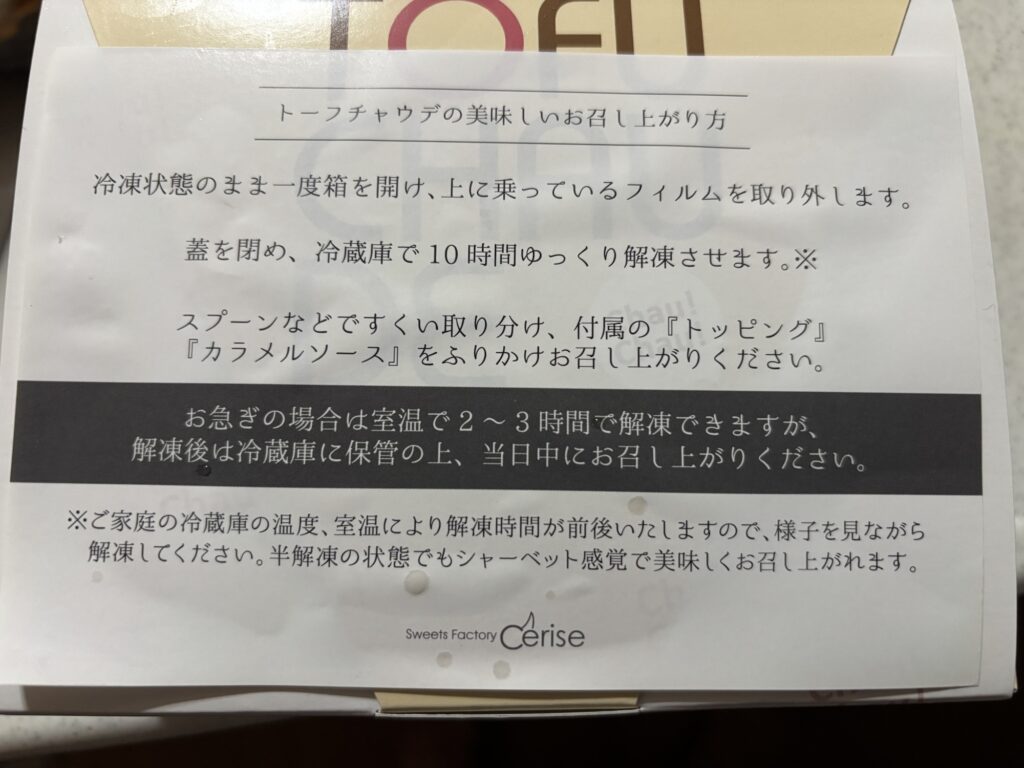 TOFU
トーフチャウデの美味しいお召し上がり方
冷凍状態のまま一度箱を開け、上に乗っているフィルムを取り外します。
蓋を閉め、冷蔵庫で10時間ゆっくり解凍させます。※
スプーンなどですくい取り分け、付属の『トッピング』
『カラメルソース』をふりかけお召し上がりください。
お急ぎの場合は室温で2～3時間で解凍できますが、
解凍後は冷蔵庫に保管の上、当日中にお召し上がりください。
※ご家庭の冷蔵庫の温度、室温により解凍時間が前後いたしますので、様子を見ながら
解凍してください。半解凍の状態でもシャーベット感覚で美味しくお召し上がれます。
Sweets Factory Cerise